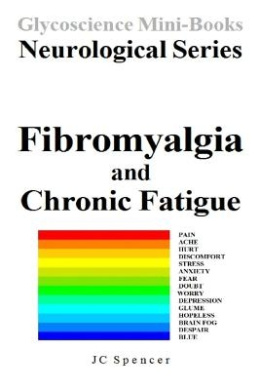 Glycoscience Mini-Books
Neurological Series
Fibromyalgia
and
Chronic Fatigue
PAIN
ACHE
HURT
DISCOMFORT
STRESS
ANXIETY
FEAR
DOUBT
WORRY
DEPRESSION
GLUME
HOPELESS
BRAIN FOG
DESPAIR
BLUE
JC Spencer